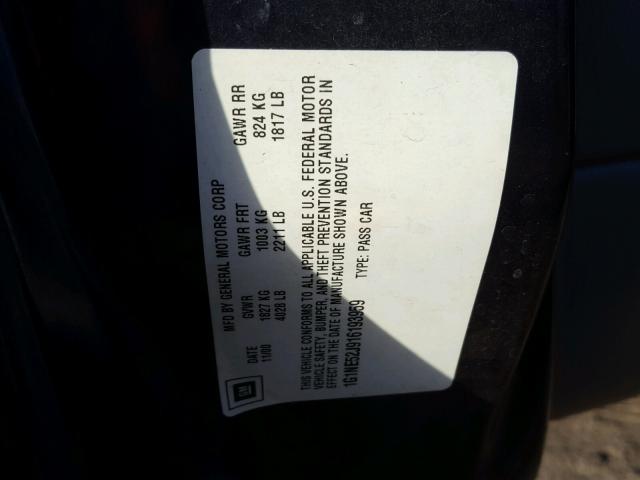 GM
MFD BY GENERAL MOTORS CORP
DATE GVWR GAWR FRT GAWR RR
11/00 1827 KG 1003 KG 824 KG
4028 LB 2211 LB 1817 LB
THIS VEHICLE CONFORMS TO ALL APPLICABLE U.S. FEDERAL MOTOR
VEHICLE SAFETY, BUMPER, AND THEFT PREVENTION STANDARDS IN
EFFECT ON THE DATE OF MANUFACTURE SHOWN ABOVE.
1G1NE52J916193959 TYPE: PASS CAR